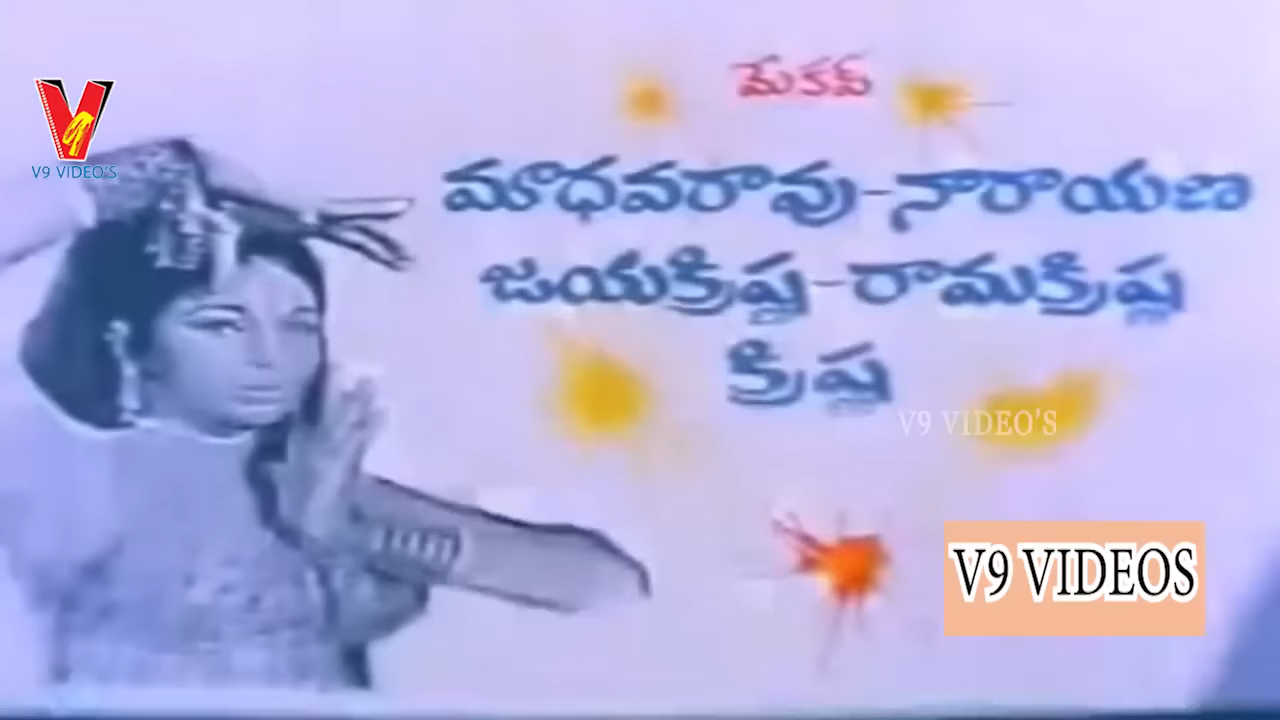 మేకప్
V9 VIDEO'S
మాధవరావు-నారాయణ
జయక్రిష్ణ-రామక్రిష్ణ
క్రిష్ణ
V9 VIDEO'S
V9 VIDEOS